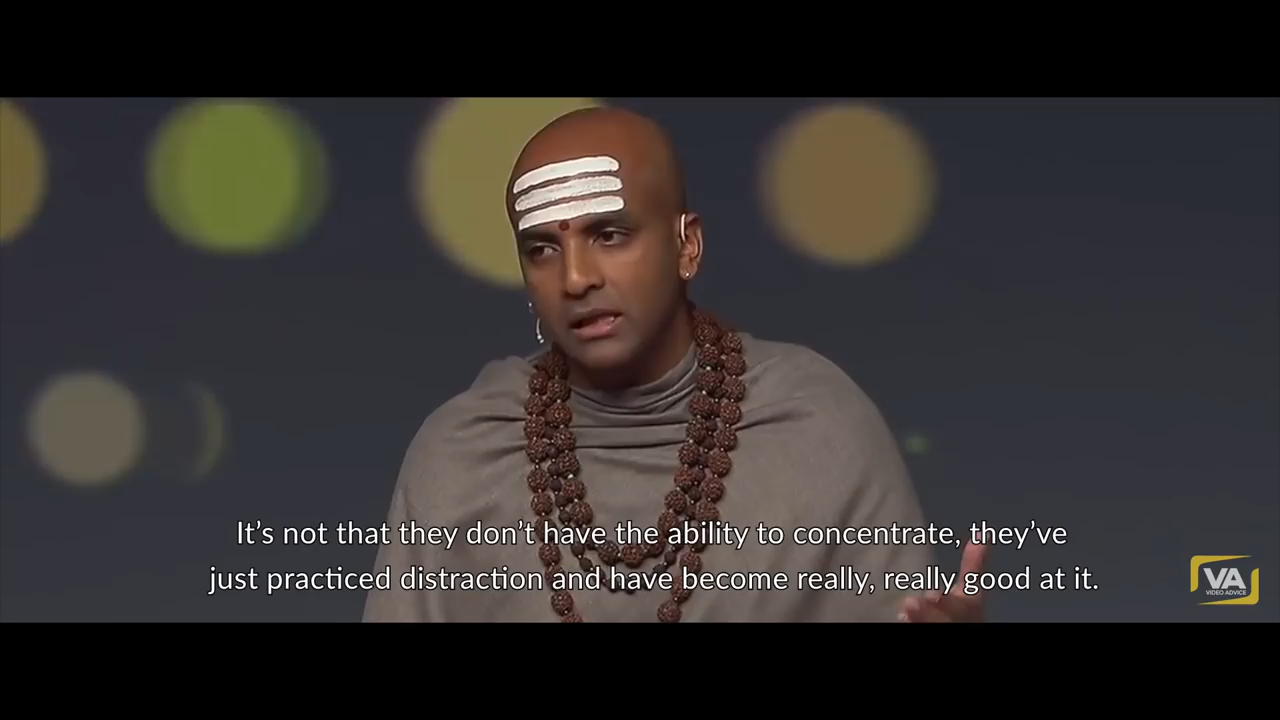 It’s not that they don’t have the ability to concentrate, they’ve
just practiced distraction and have become really, really good at it.
VA
VIDEO ADVICE